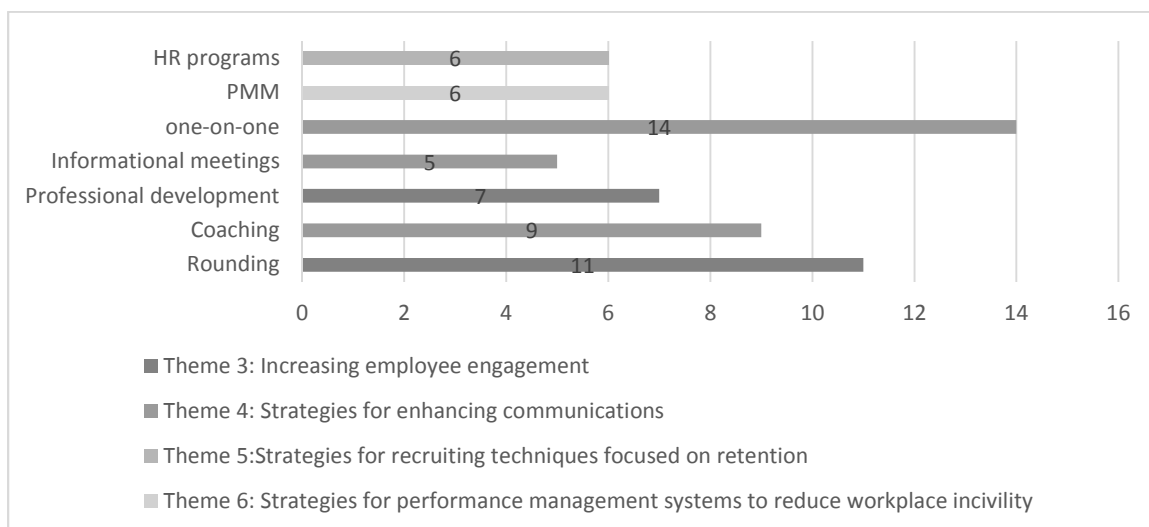 HR programs
6
PMM
6
one-on-one
14
Informational meetings
5
Professional development
7
Coaching
9
Rounding
11
0 2 4 6 8 10 12 14 16
Theme 3: Increasing employee engagement
Theme 4: Strategies for enhancing communications
Theme 5:Strategies for recruiting techniques focused on retention
Theme 6: Strategies for performance management systems to reduce workplace incivility